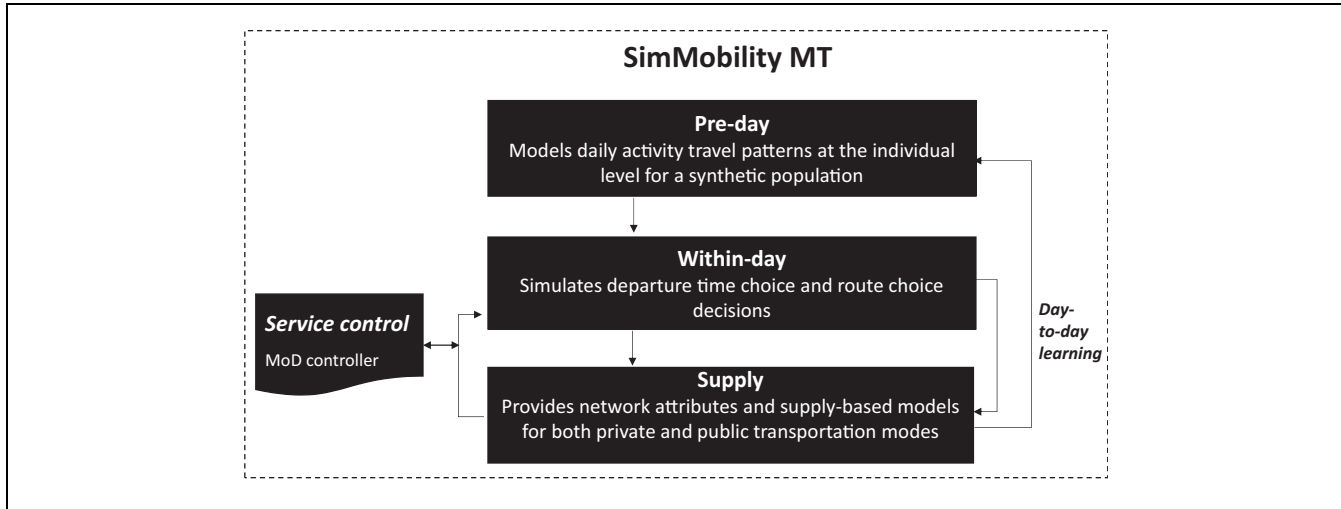 SimMobility MT
Pre-day
Models daily activity travel patterns at the individual
level for a synthetic population
Within-day
Simulates departure time choice and route choice
decisions
Service control
MoD controller
Day-
to-day
learning
Supply
Provides network attributes and supply-based models
for both private and public transportation modes